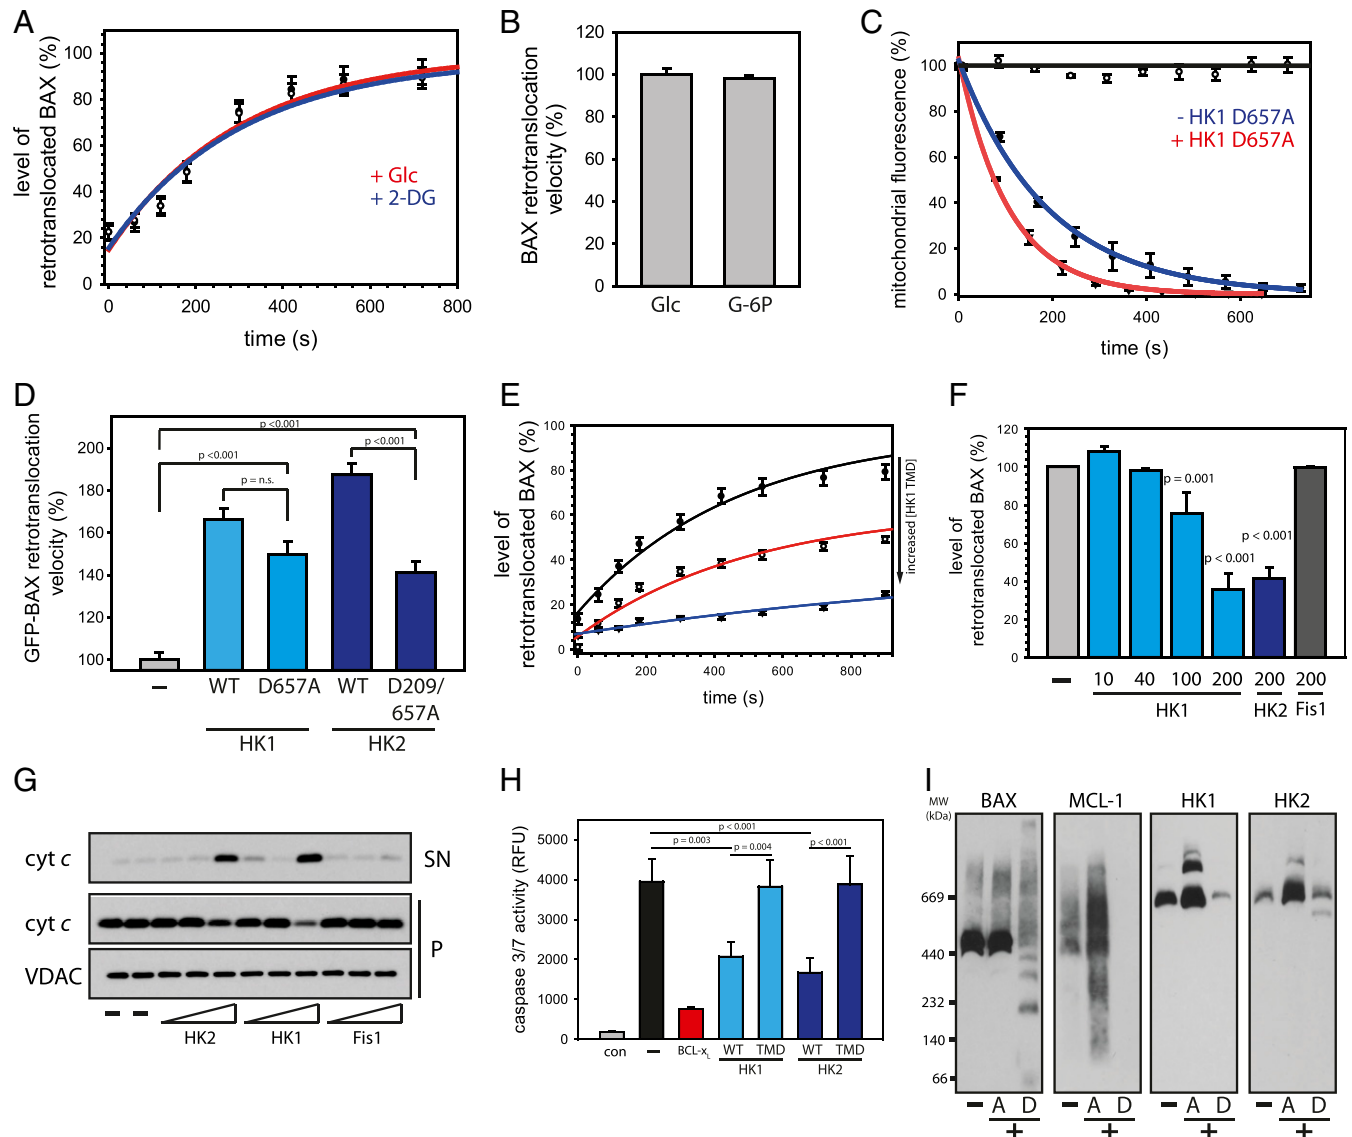 A
level of
retrotranslocated BAX (%)
100
80
60
40
20
0
+ Glc
+ 2-DG
0 200 400 600 800
time (s)
B
BAX retrotranslocation
velocity (%)
120
100
80
60
40
20
0
Glc G-6P
C
mitochondrial fluorescence (%)
100
80
60
40
20
0
- HK1 D657A
+ HK1 D657A
0 200 400 600
time (s)
D
GFP-BAX retrotranslocation
velocity (%)
200
180
160
140
120
100
p <0.001
p <0.001
p <0.001
p = n.s.
– WT D657A WT D209/
657A
HK1 HK2
E
level of
retrotranslocated BAX (%)
100
80
60
40
20
0
increased [HK1 TMD]
0 200 400 600 800
time (s)
F
level of
retrotranslocated BAX (%)
120
100
80
60
40
20
0
p = 0.001
p <0.001
p <0.001
– 10 40 100 200 200 200
HK1 HK2 Fis1
G
cyt c SN
cyt c
P
VDAC
– –
HK2 HK1 Fis1
H
caspase 3/7 activity (RFU)
5000
4000
3000
2000
1000
0
p <0.001
p = 0.003
p = 0.004
p <0.001
con – BCL-xL WT TMD WT TMD
HK1 HK2
I
MW
(kDa)
BAX MCL-1 HK1 HK2
669
440
232
140
66
– A D – A D – A D – A D
+ + + +